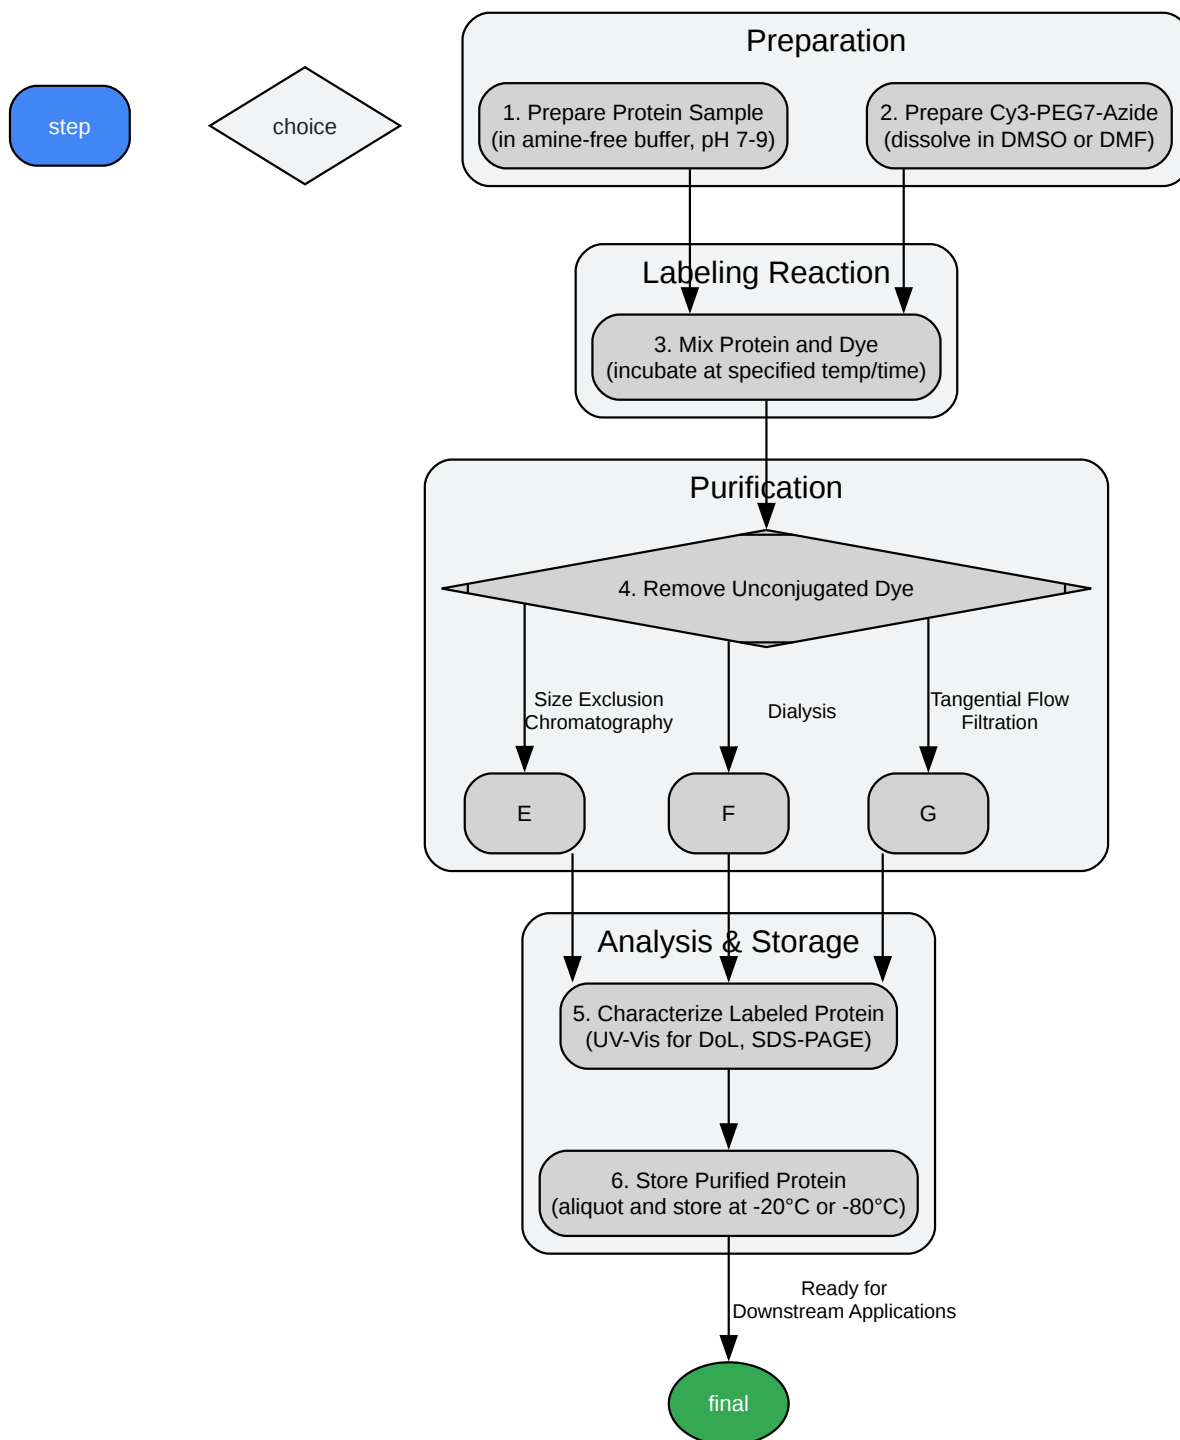 Preparation
step
choice
1. Prepare Protein Sample
(in amine-free buffer, pH 7-9)
2. Prepare Cy3-PEG7-Azide
(dissolve in DMSO or DMF)
Labeling Reaction
3. Mix Protein and Dye
(incubate at specified temp/time)
Purification
4. Remove Unconjugated Dye
Size Exclusion
Chromatography
Dialysis
Tangential Flow
Filtration
E
F
G
Analysis & Storage
5. Characterize Labeled Protein
(UV-Vis for DoL, SDS-PAGE)
6. Store Purified Protein
(aliquot and store at -20°C or -80°C)
Ready for
Downstream Applications
final